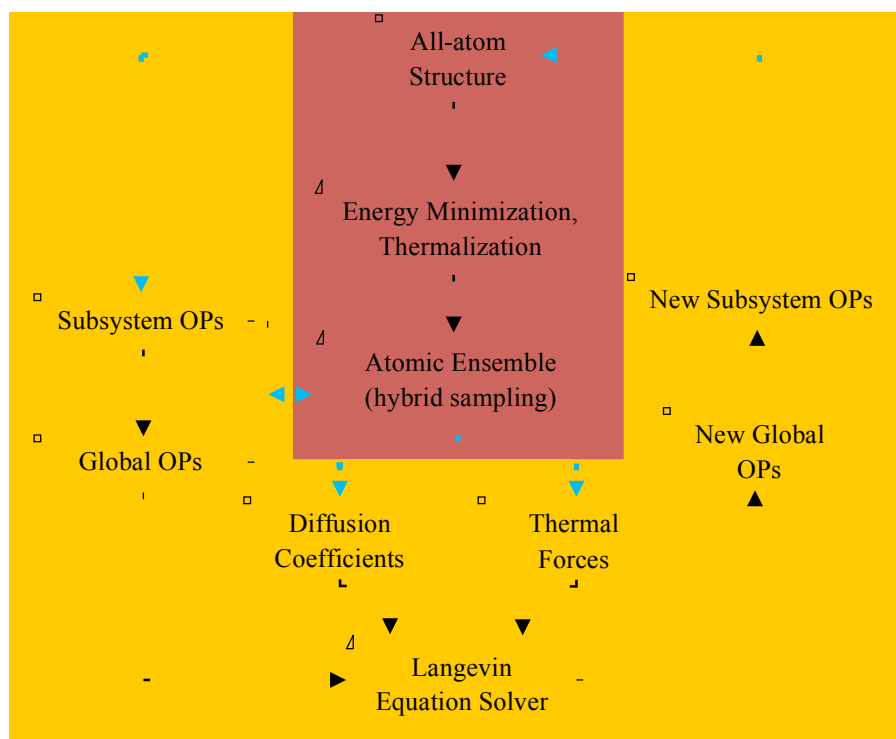 All-atom
Structure
Energy Minimization,
Thermalization
Subsystem OPs
New Subsystem OPs
Atomic Ensemble
(hybrid sampling)
Global OPs
New Global
OPs
Diffusion
Coefficients
Thermal
Forces
Langevin
Equation Solver